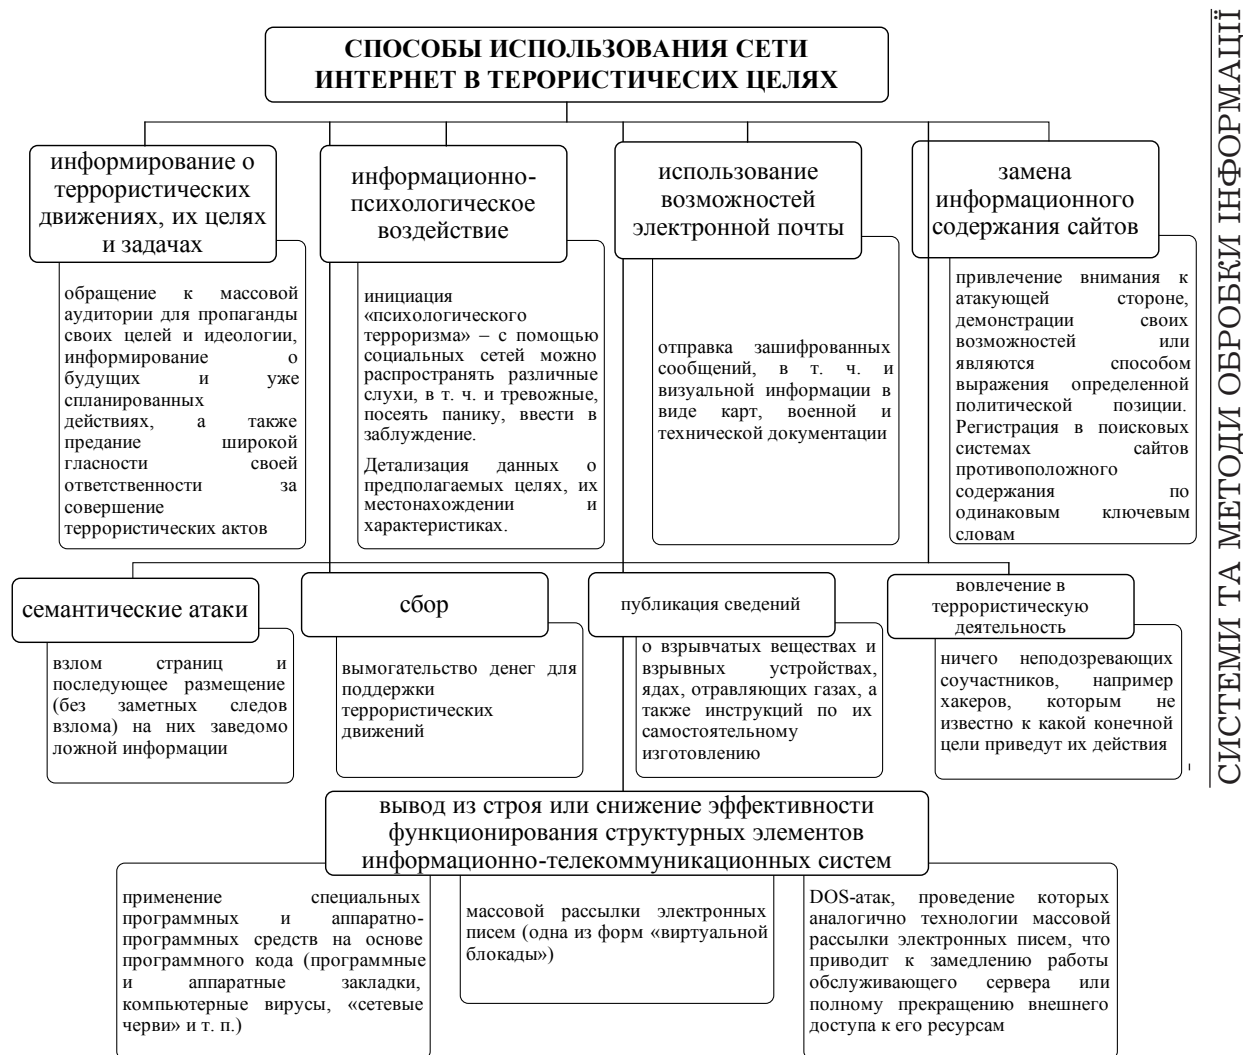 СПОСОБЫ ИСПОЛЬЗОВАНИЯ СЕТИ
ИНТЕРНЕТ В ТЕРОРИСТИЧЕСИХ ЦЕЛЯХ
информирование о
террористических
движениях, их целях
и задачах
обращение к массовой
аудитории для пропаганды
своих целей и идеологии,
информирование о
будущих и уже
спланированных
действиях, а также
предание широкой
гласности своей
ответственности за
совершение
террористических актов
информационно-
психологическое
воздействие
инициация
«психологического
терроризма» – с помощью
социальных сетей можно
распространять различные
слухи, в т. ч. и тревожные,
посеять панику, ввести в
заблуждение.
Детализация данных о
предполагаемых целях, их
местонахождении и
характеристиках.
использование
возможностей
электронной почты
отправка зашифрованных
сообщений, в т. ч. и
визуальной информации в
виде карт, военной и
технической документации
замена
информационного
содержания сайтов
привлечение внимания к
атакующей стороне,
демонстрации своих
возможностей или
являются способом
выражения определенной
политической позиции.
Регистрация в поисковых
системах сайтов
противоположного
содержания по
одинаковым ключевым
словам
семантические атаки
взлом страниц и
последующее размещение
(без заметных следов
взлома) на них заведомо
ложной информации
сбор
вымогательство денег для
поддержки
террористических
движений
публикация сведений
о взрывчатых веществах и
взрывных устройствах,
ядах, отравляющих газах, а
также инструкций по их
самостоятельному
изготовлению
вовлечение в
террористическую
деятельность
ничего неподозревающих
соучастников, например
хакеров, которым не
известно к какой конечной
цели приведут их действия
вывод из строя или снижение эффективности
функционирования структурных элементов
информационно-телекоммуникационных систем
применение специальных
программных и аппаратно-
программных средств на основе
программного кода (программные
и аппаратные закладки,
компьютерные вирусы, «сетевые
черви» и т. п.)
массовой рассылки электронных
писем (одна из форм «виртуальной
блокады»)
DOS-атак, проведение которых
аналогично технологии массовой
рассылки электронных писем, что
приводит к замедлению работы
обслуживающего сервера или
полному прекращению внешнего
доступа к его ресурсам
СИСТЕМИ ТА МЕТОДИ ОБРОБКИ ІНФОРМАЦІЇ